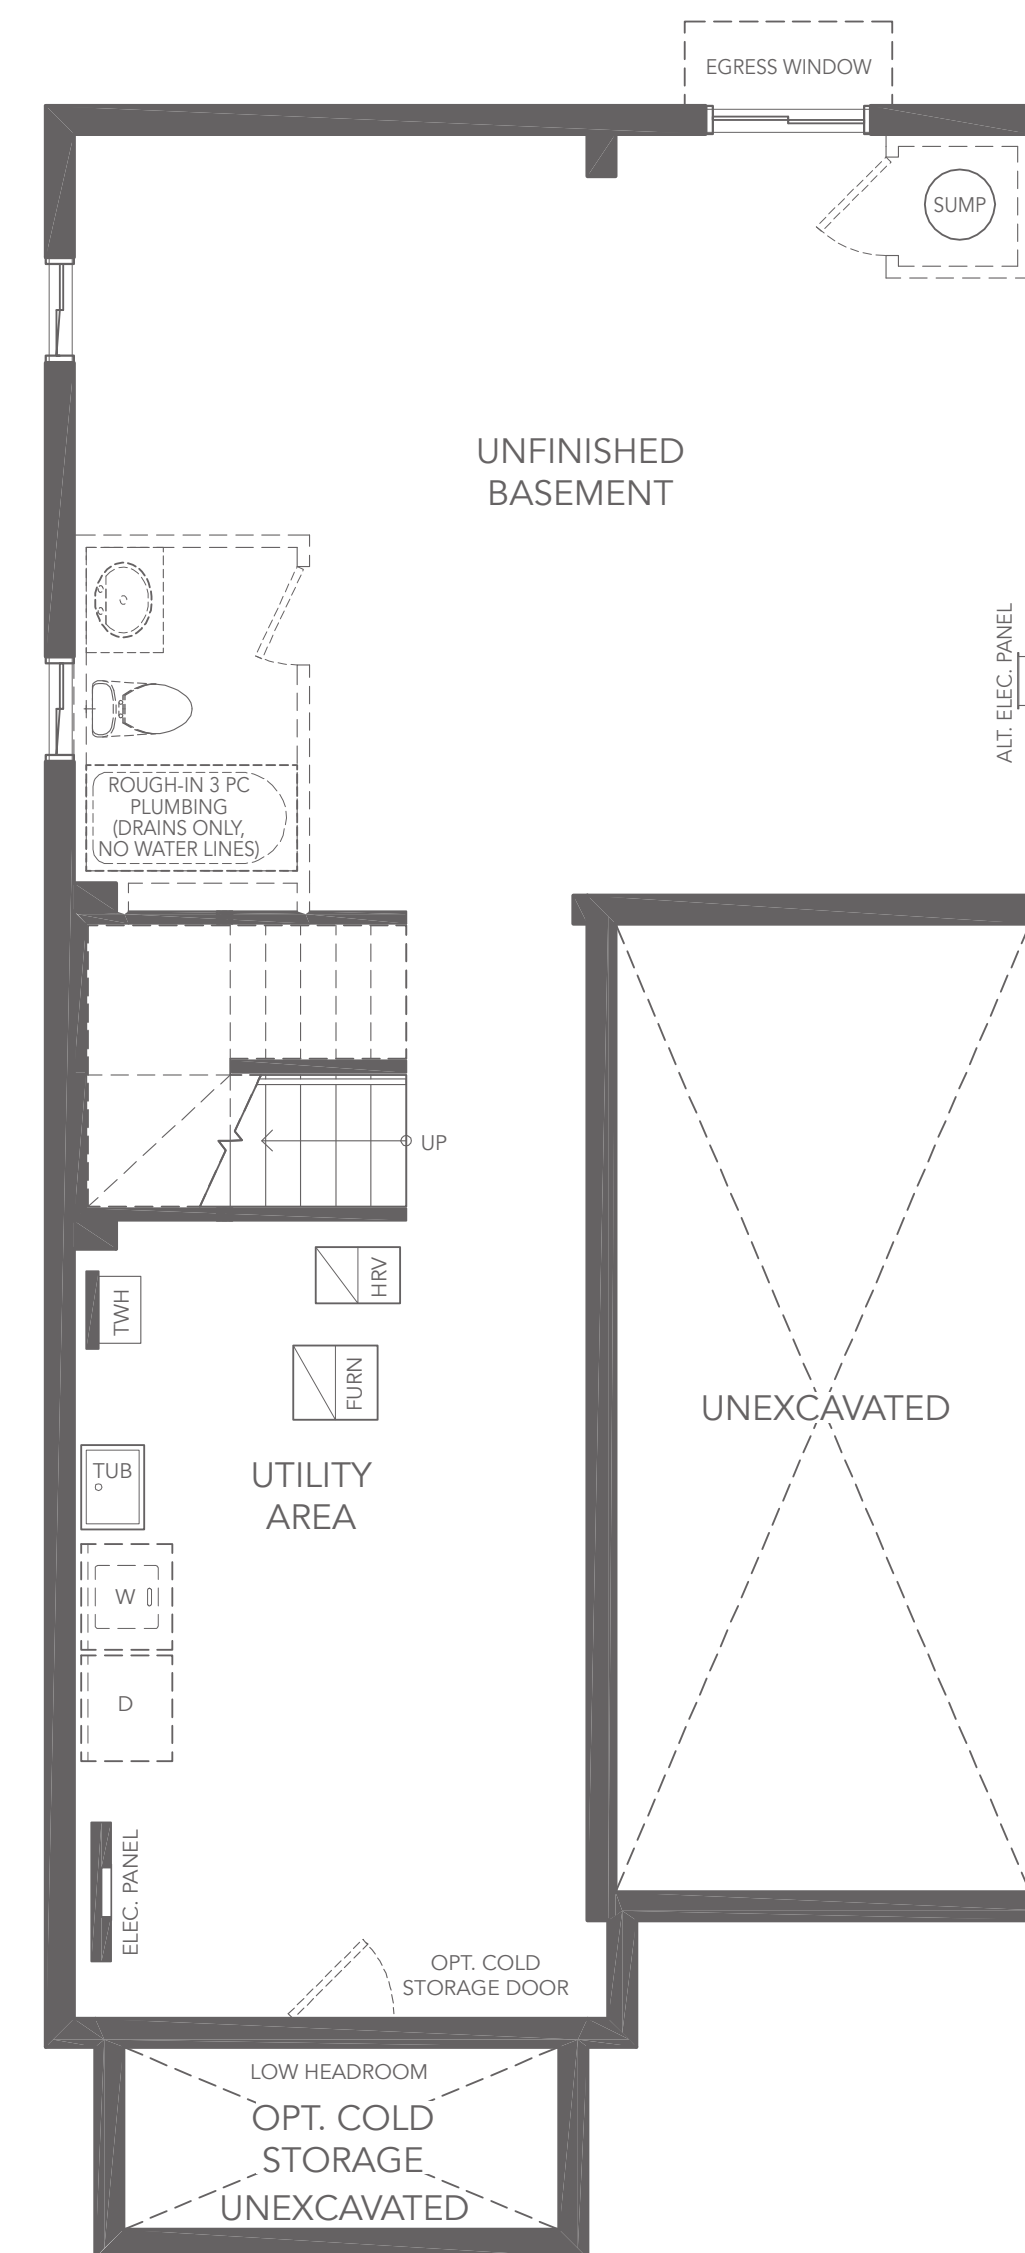 EGRESS WINDOW
SUMP
UNFINISHED
BASEMENT
ALT. ELEC. PANEL
ROUGH-IN 3 PC
PLUMBING
(DRAINS ONLY,
NO WATER LINES)
UP
HRV
TWH
FURN
UNEXCAVATED
TUB
UTILITY
AREA
W
D
ELEC. PANEL
OPT. COLD
STORAGE DOOR
LOW HEADROOM
OPT. COLD
STORAGE
UNEXCAVATED